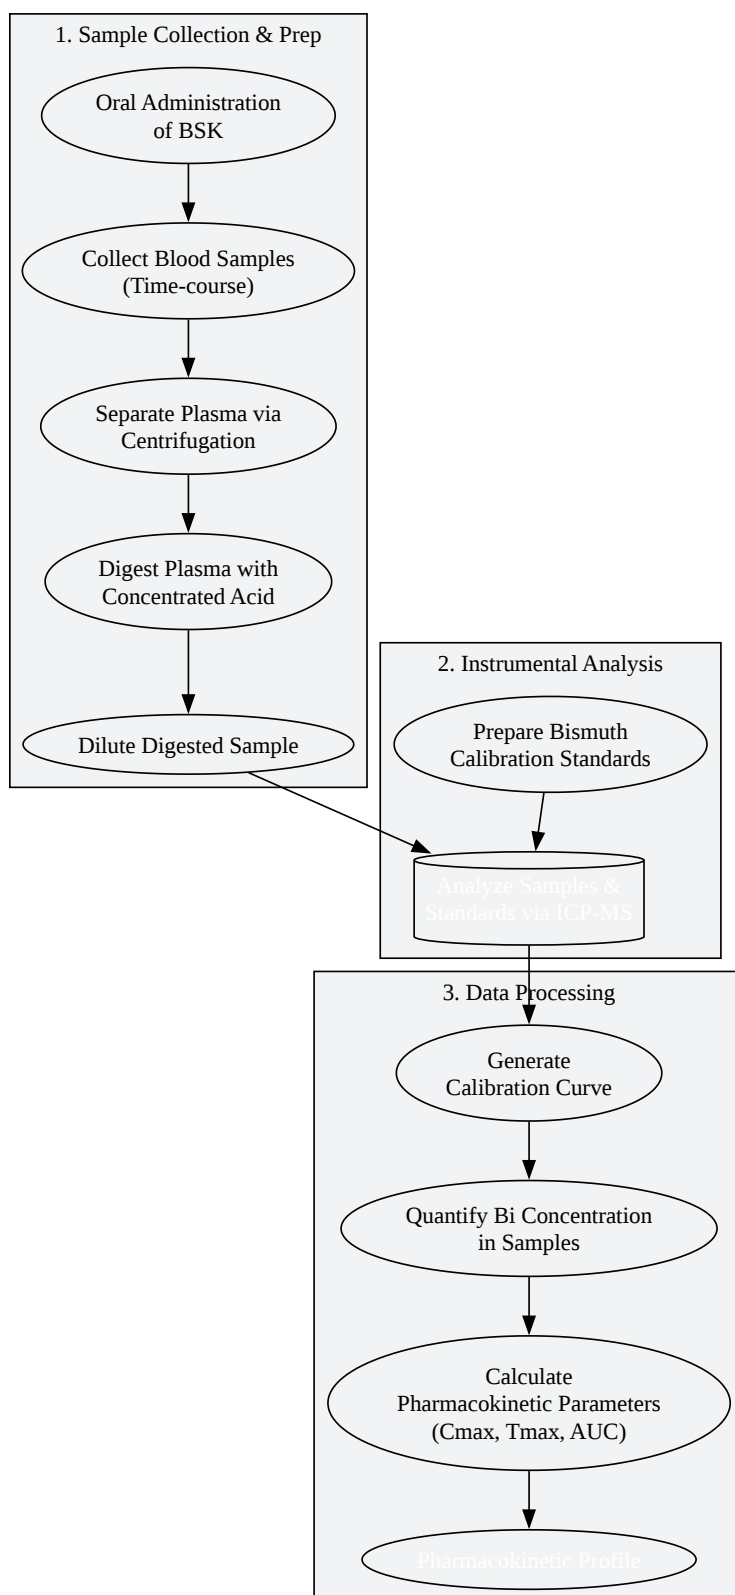 1. Sample Collection & Prep
Oral Administration
of BSK
Collect Blood Samples
(Time-course)
Separate Plasma via
Centrifugation
Digest Plasma with
Concentrated Acid
Dilute Digested Sample
2. Instrumental Analysis
Prepare Bismuth
Calibration Standards
Analyze Samples &
Standards via ICP-MS
3. Data Processing
Generate
Calibration Curve
Quantify Bi Concentration
in Samples
Calculate
Pharmacokinetic Parameters
(Cmax, Tmax, AUC)
Pharmacokinetic Profile